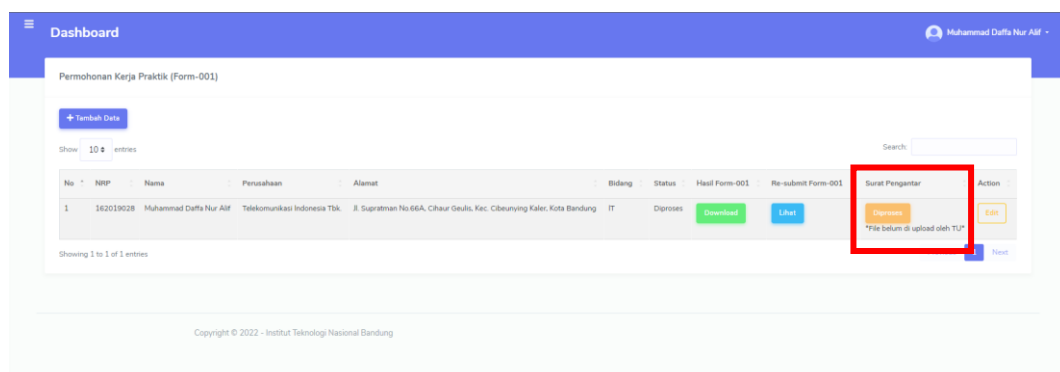 Dashboard
Muhammad Daffa Nur Alif
Permohonan Kerja Praktik (Form-001)
+ Tambah Data
Show 10 entries
Search:
No NRP Nama Perusahaan Alamat Bidang Status Hasil Form-001 Re-submit Form-001 Surat Pengantar Action
1 162019028 Muhammad Daffa Nur Alif Telekomunikasi Indonesia Tbk. Jl. Supratman No.66A, Cihaur Geulis, Kec. Cibeunying Kaler, Kota Bandung IT Diproses Download Lihat Diproses Edit
*File belum di upload oleh TU*
Showing 1 to 1 of 1 entries
1 Next
Copyright © 2022 - Institut Teknologi Nasional Bandung